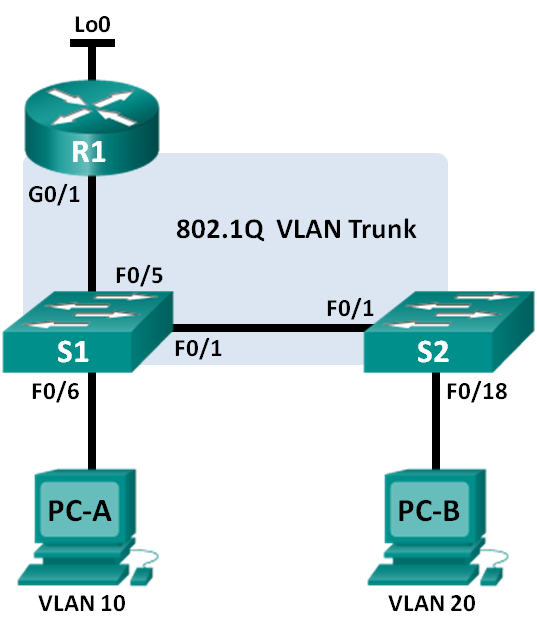 Lo0
R1
G0/1
802.1Q VLAN Trunk
F0/5
F0/1
F0/1
S1
S2
F0/6
F0/18
PC-A
PC-B
VLAN 10
VLAN 20